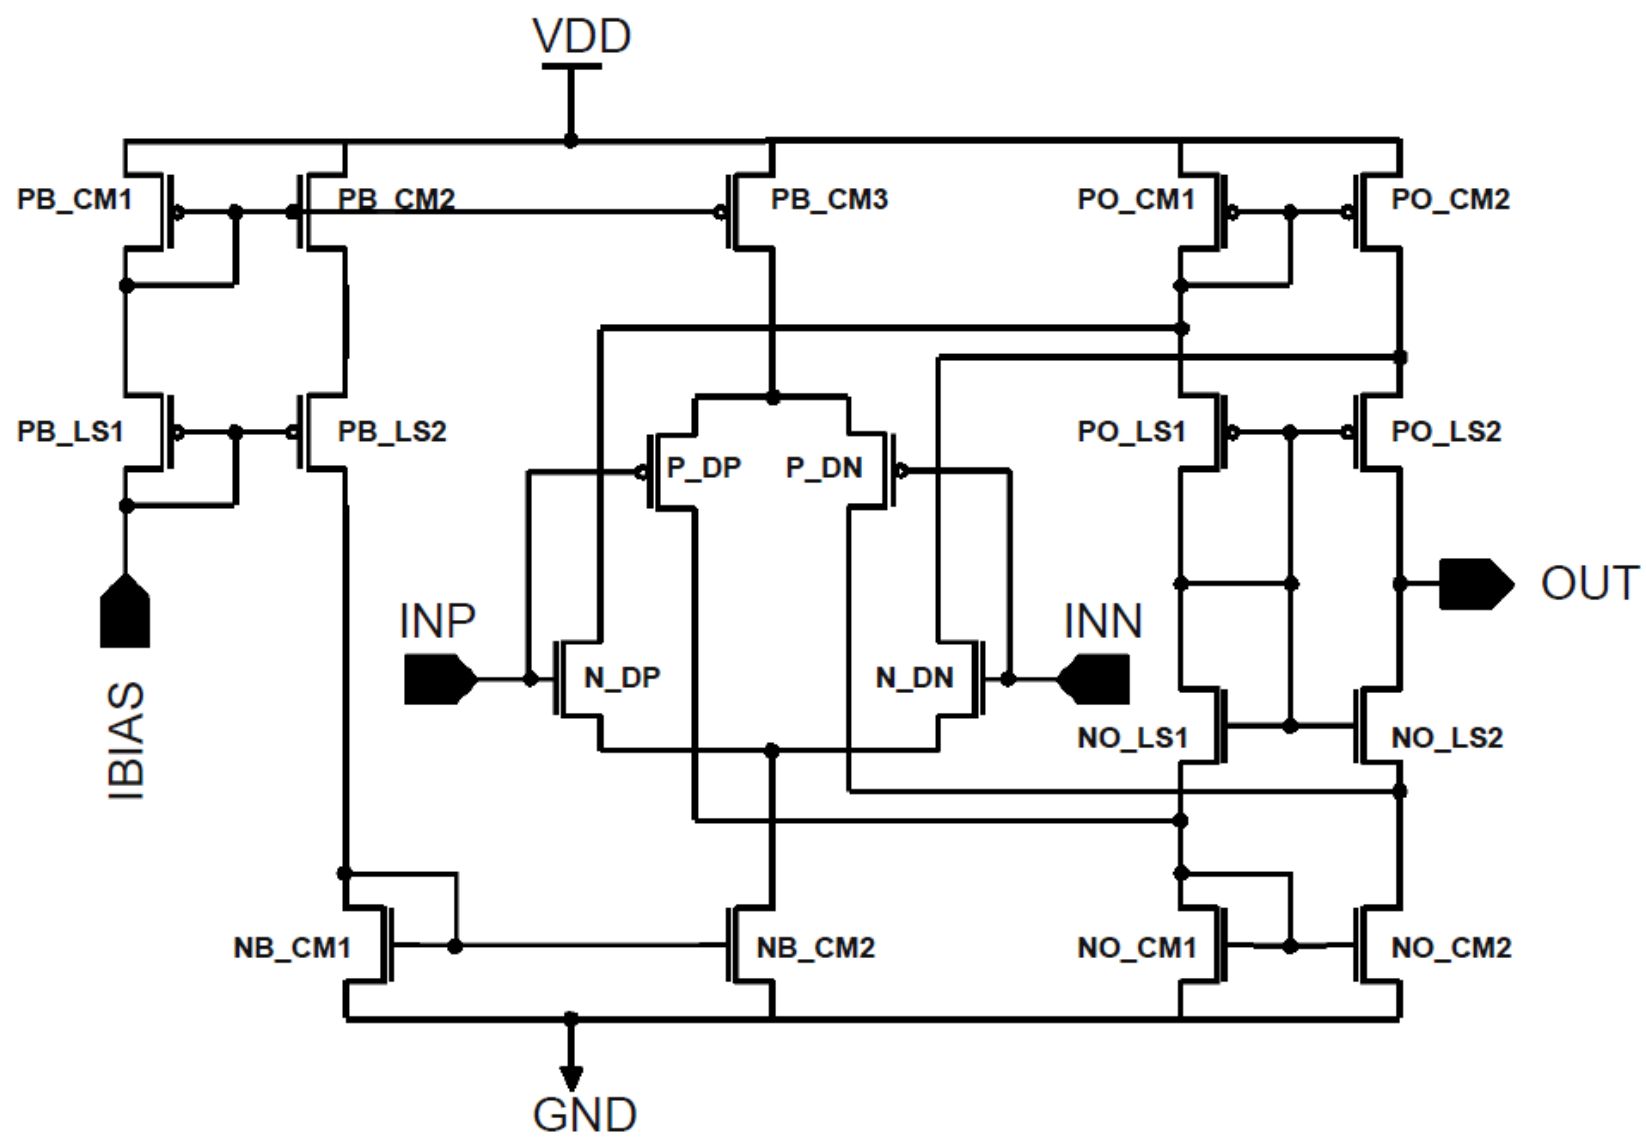 VDD
PB_CM1
PB_CM2
PB_CM3
PO_CM1
PO_CM2
PB_LS1
PB_LS2
P_DP
P_DN
PO_LS1
PO_LS2
OUT
INP
INN
N_DP
N_DN
IBIAS
NO_LS1
NO_LS2
NB_CM1
NB_CM2
NO_CM1
NO_CM2
GND